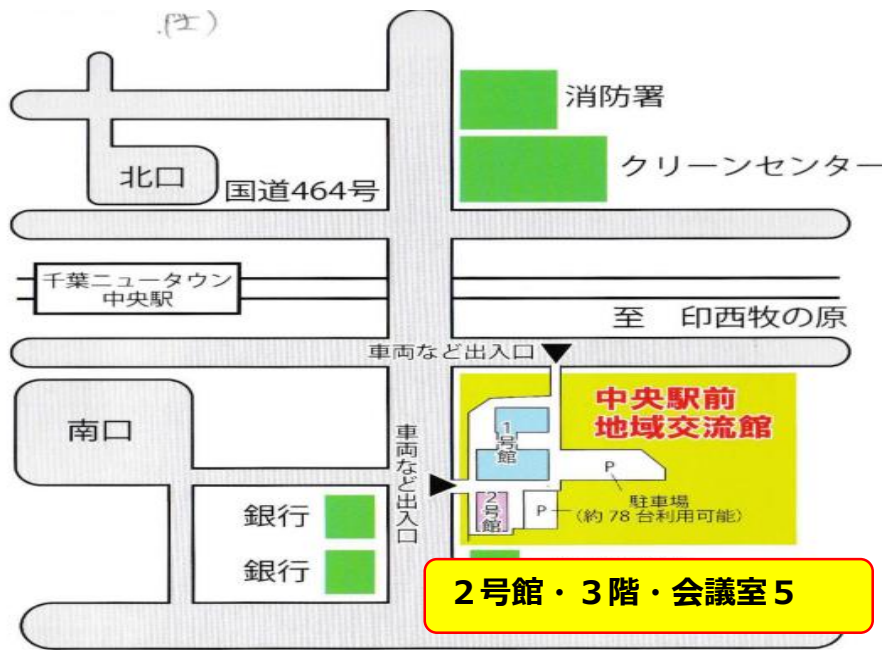 消防署
クリーンセンター
北口
国道464号
千葉ニュータウン
中央駅
至　印西牧の原
車両など出入口
中央駅前
地域交流館
南口
車両など出入口
1号館
P
駐車場
(約78台利用可能)
2号館
P
銀行
銀行
２号館・３階・会議室５